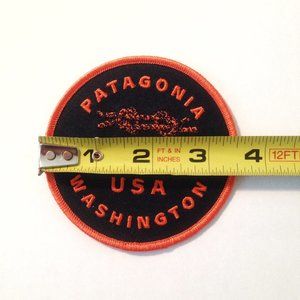 PATAGONIA
1 2 FT & IN INCHES 3 4 12FT
USA
WASHINGTON